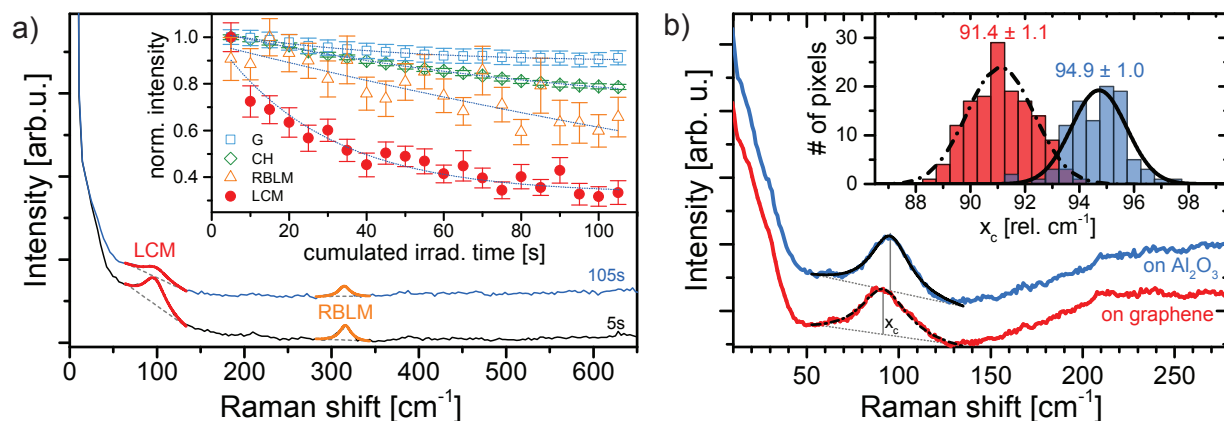 a)
Intensity [arb. u.]
norm. intensity
1.0
0.8
0.6
0.4
G
CH
RBLM
LCM
0 20 40 60 80 100
cumulated irrad. time [s]
LCM
RBLM
105s
5s
0 100 200 300 400 500 600
Raman shift [cm⁻¹]
b)
Intensity [arb. u.]
# of pixels
30
20
10
0
91.4 ± 1.1
94.9 ± 1.0
88 90 92 94 96 98
x_c [rel. cm⁻¹]
on Al₂O₃
on graphene
x_c
50 100 150 200 250
Raman shift [cm⁻¹]